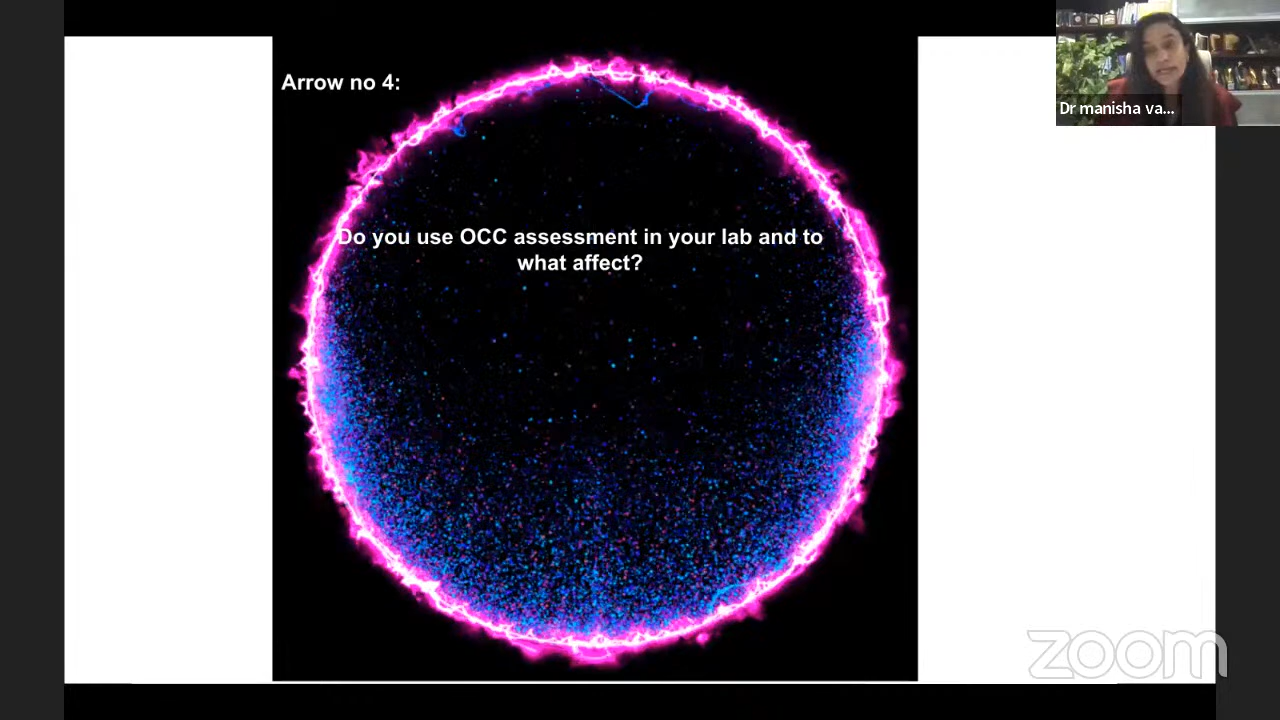 Arrow no 4:
Do you use OCC assessment in your lab and to
what affect?
Dr manisha va...
zoom